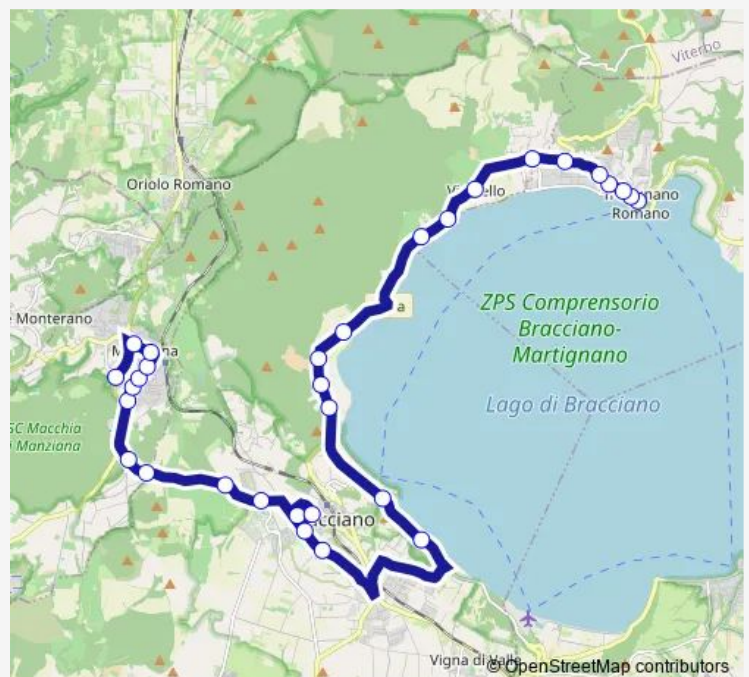 Viterbo
Oriolo Romano
Romano
e Monterano
a
ZPS Comprensorio
Bracciano-
Martignano
Lago di Bracciano
SC Macchia
Manziana
cciano
Vigna di Valle
© OpenStreetMap contributors